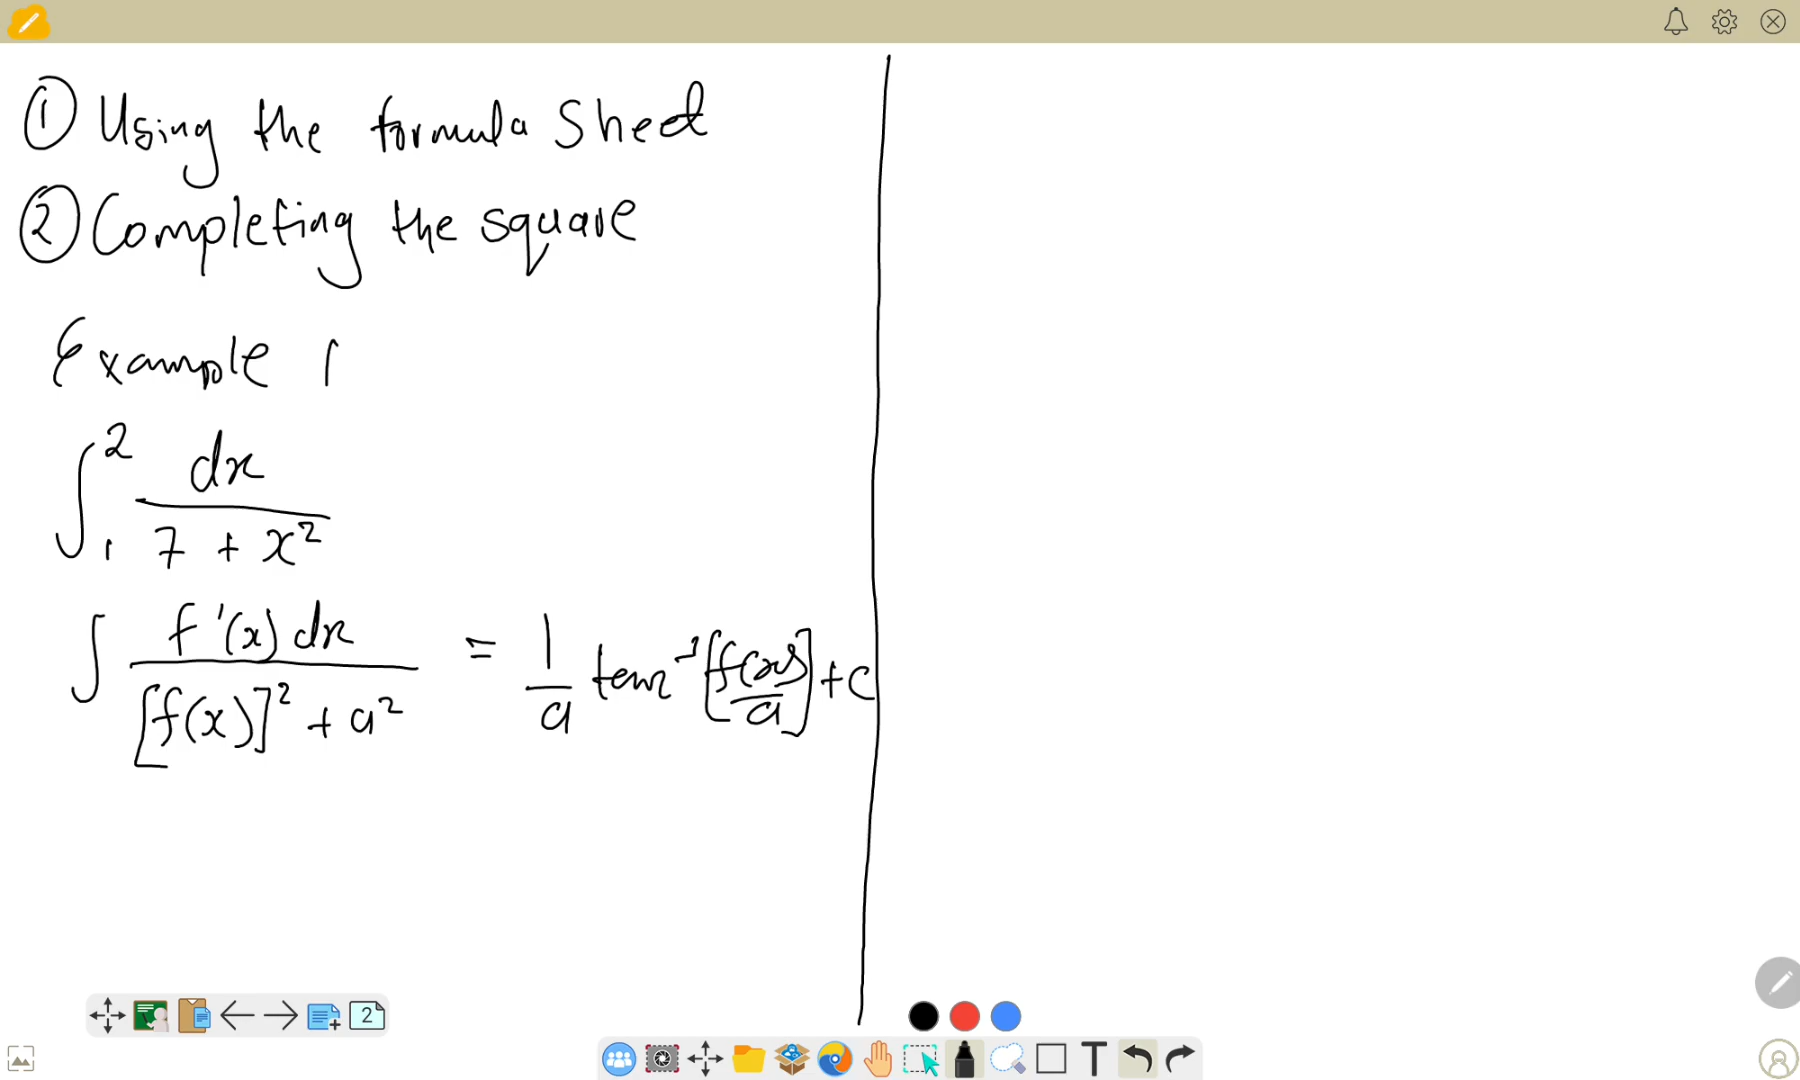 ① Using the formula Sheet
② Completing the square
Example 1
∫₁² dx / (7 + x²)
∫ f'(x) dx / ([f(x)]² + a²) = 1/a tan⁻¹ [f(x)/a] + c
2
T